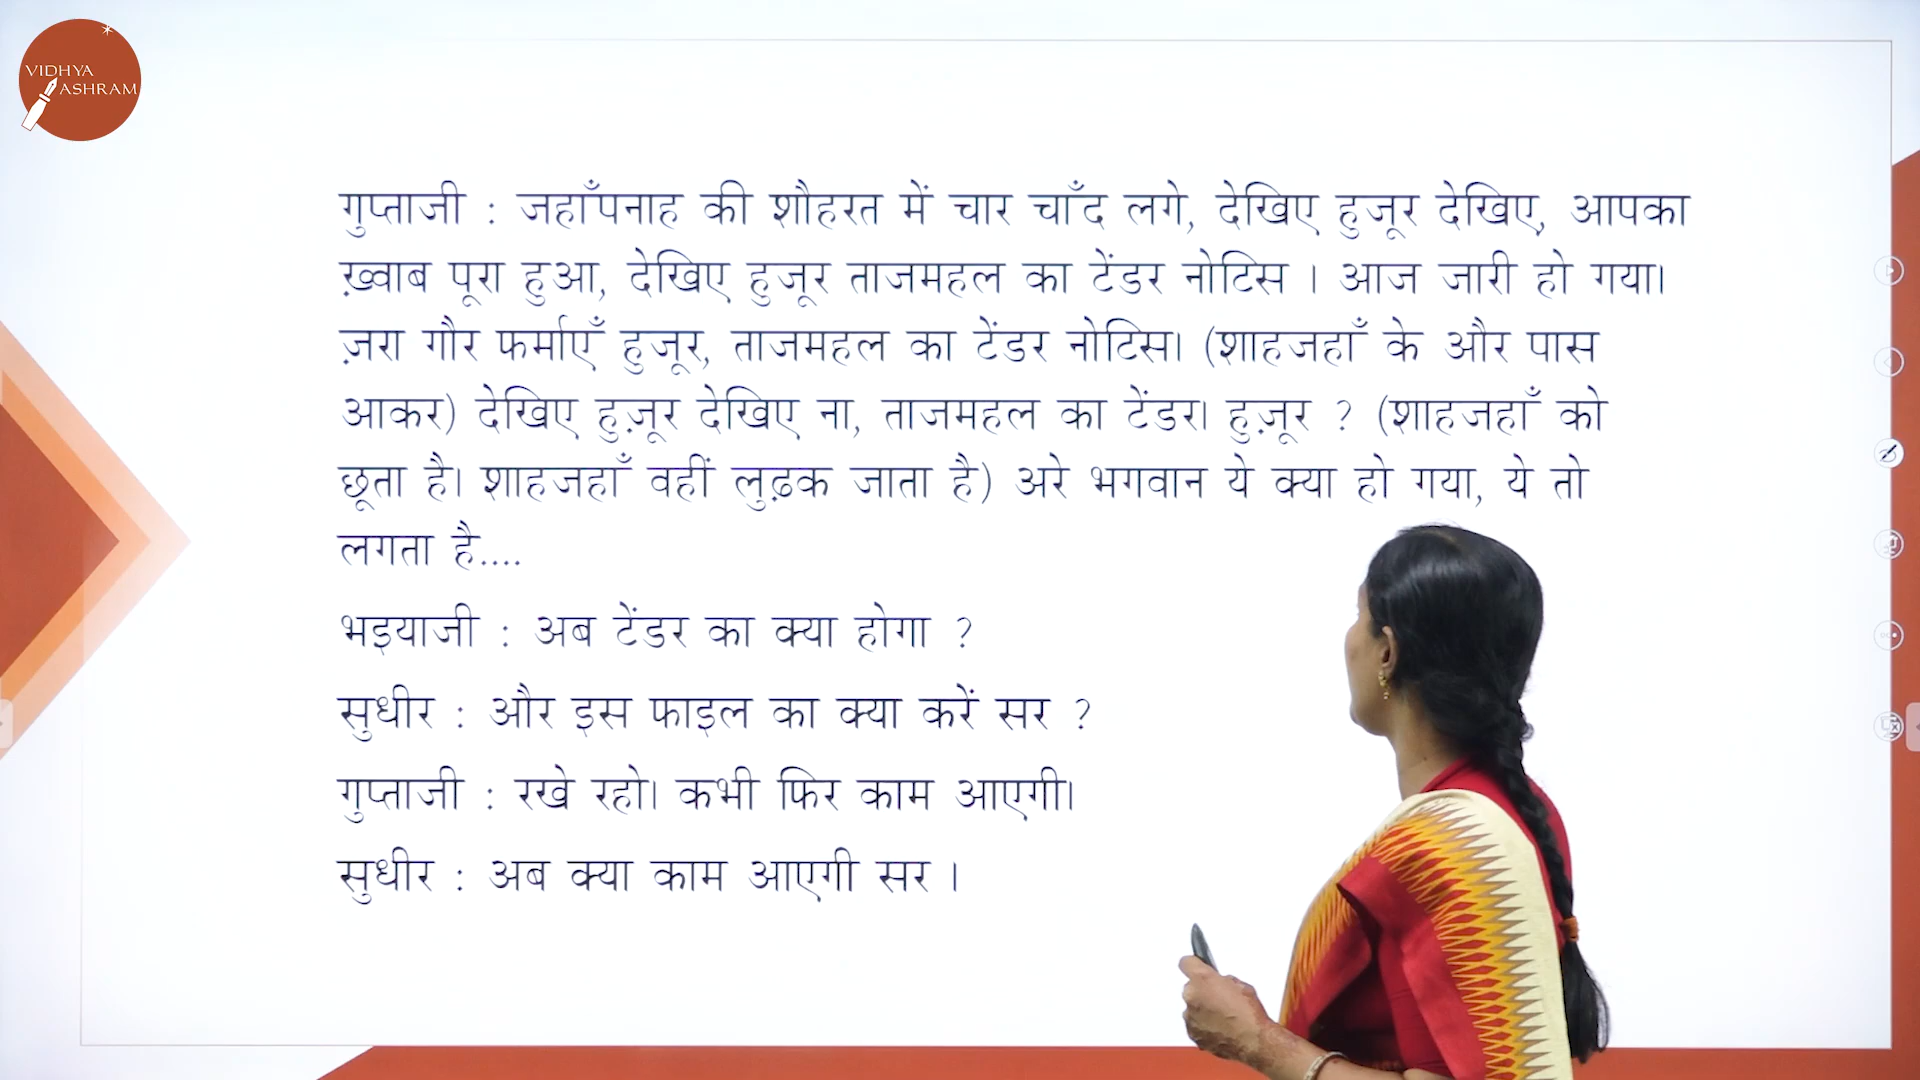 VIDHYA
ASHRAM
गुप्ताजी : जहाँपनाह की शौहरत में चार चाँद लगे, देखिए हुजूर देखिए, आपका
ख़्वाब पूरा हुआ, देखिए हुजूर ताजमहल का टेंडर नोटिस । आज जारी हो गया।
ज़रा गौर फर्माएँ हुजूर, ताजमहल का टेंडर नोटिस। (शाहजहाँ के और पास
आकर) देखिए हुज़ूर देखिए ना, ताजमहल का टेंडर। हुज़ूर ? (शाहजहाँ को
छूता है। शाहजहाँ वहीं लुढ़क जाता है) अरे भगवान ये क्या हो गया, ये तो
लगता है....
भइयाजी : अब टेंडर का क्या होगा ?
सुधीर : और इस फाइल का क्या करें सर ?
गुप्ताजी : रखे रहो। कभी फिर काम आएगी।
सुधीर : अब क्या काम आएगी सर ।